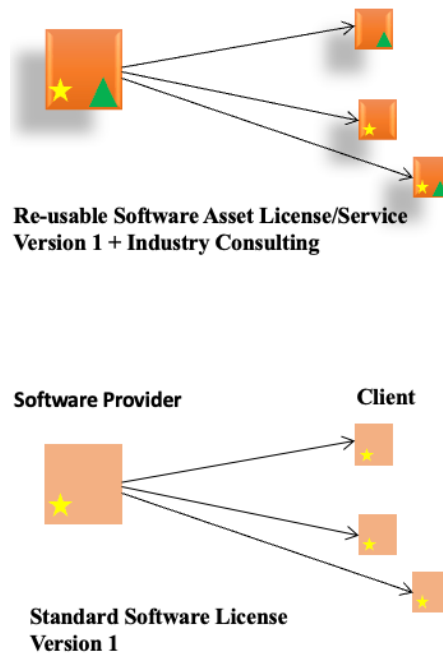 Re-usable Software Asset License/Service
Version 1 + Industry Consulting
Software Provider
Client
Standard Software License
Version 1